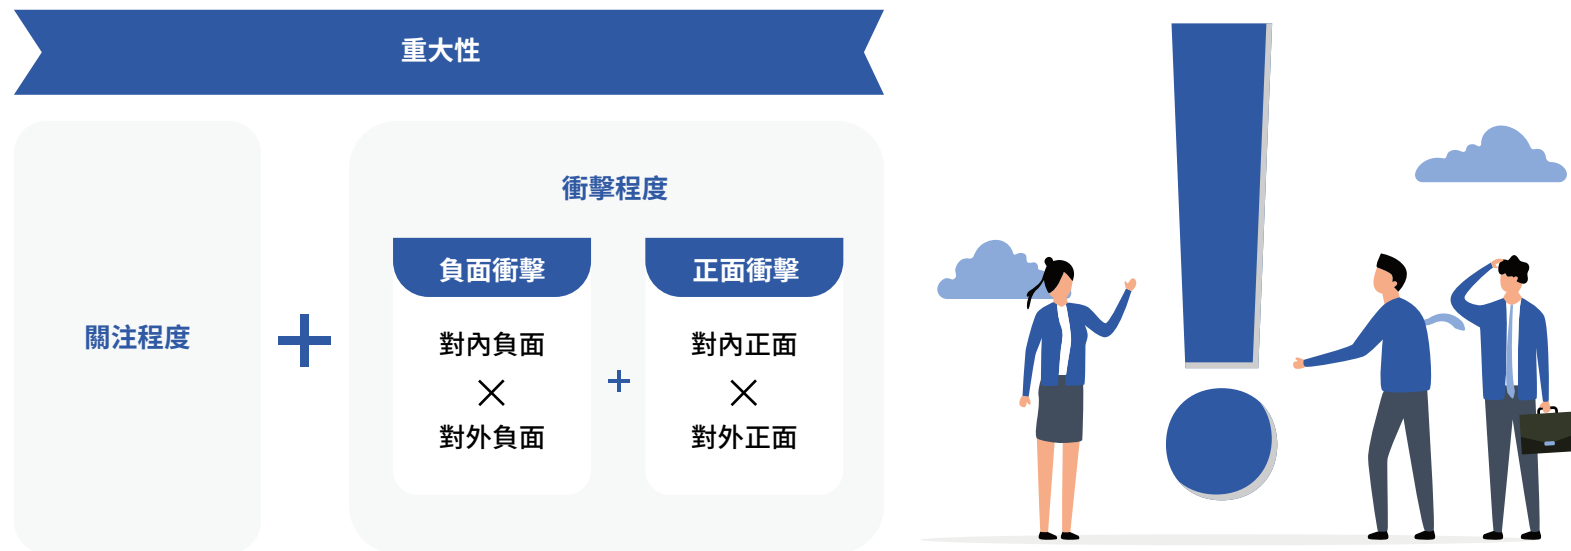 重大性
關注程度
衝擊程度
負面衝擊
對內負面
對外負面
正面衝擊
對內正面
對外正面